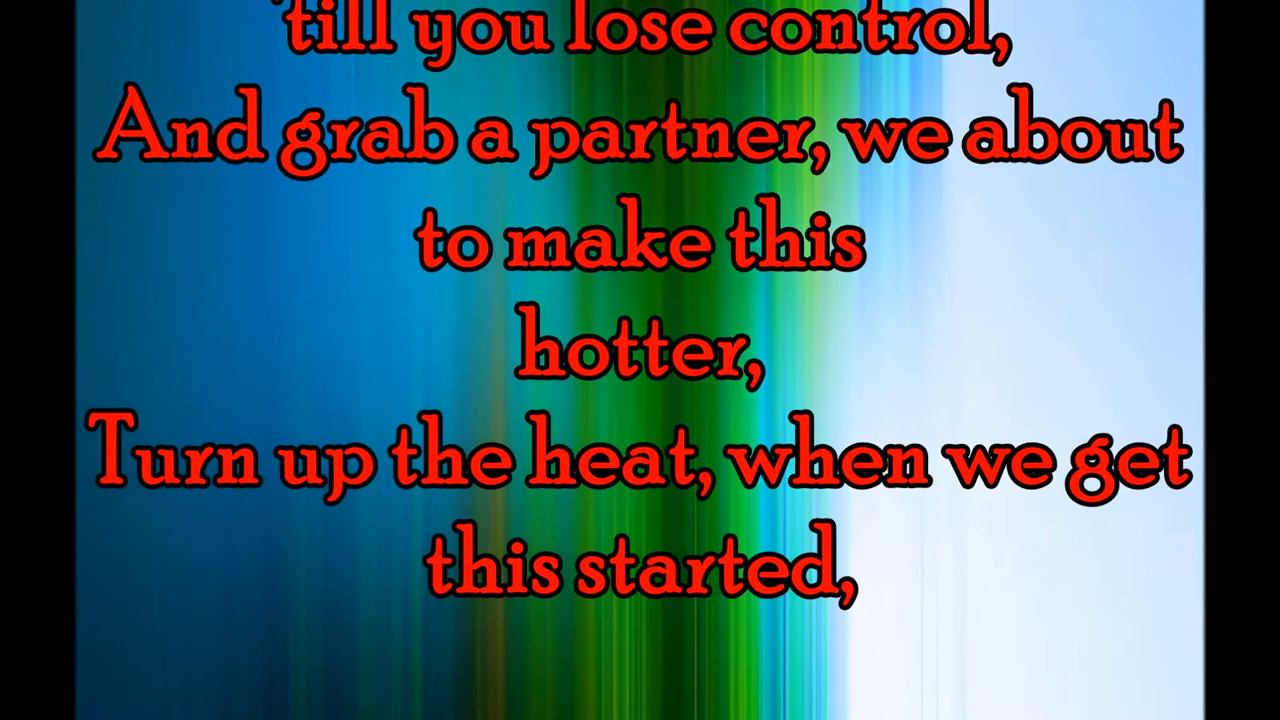 'till you lose control,
And grab a partner, we about
to make this
hotter,
Turn up the heat, when we get
this started,